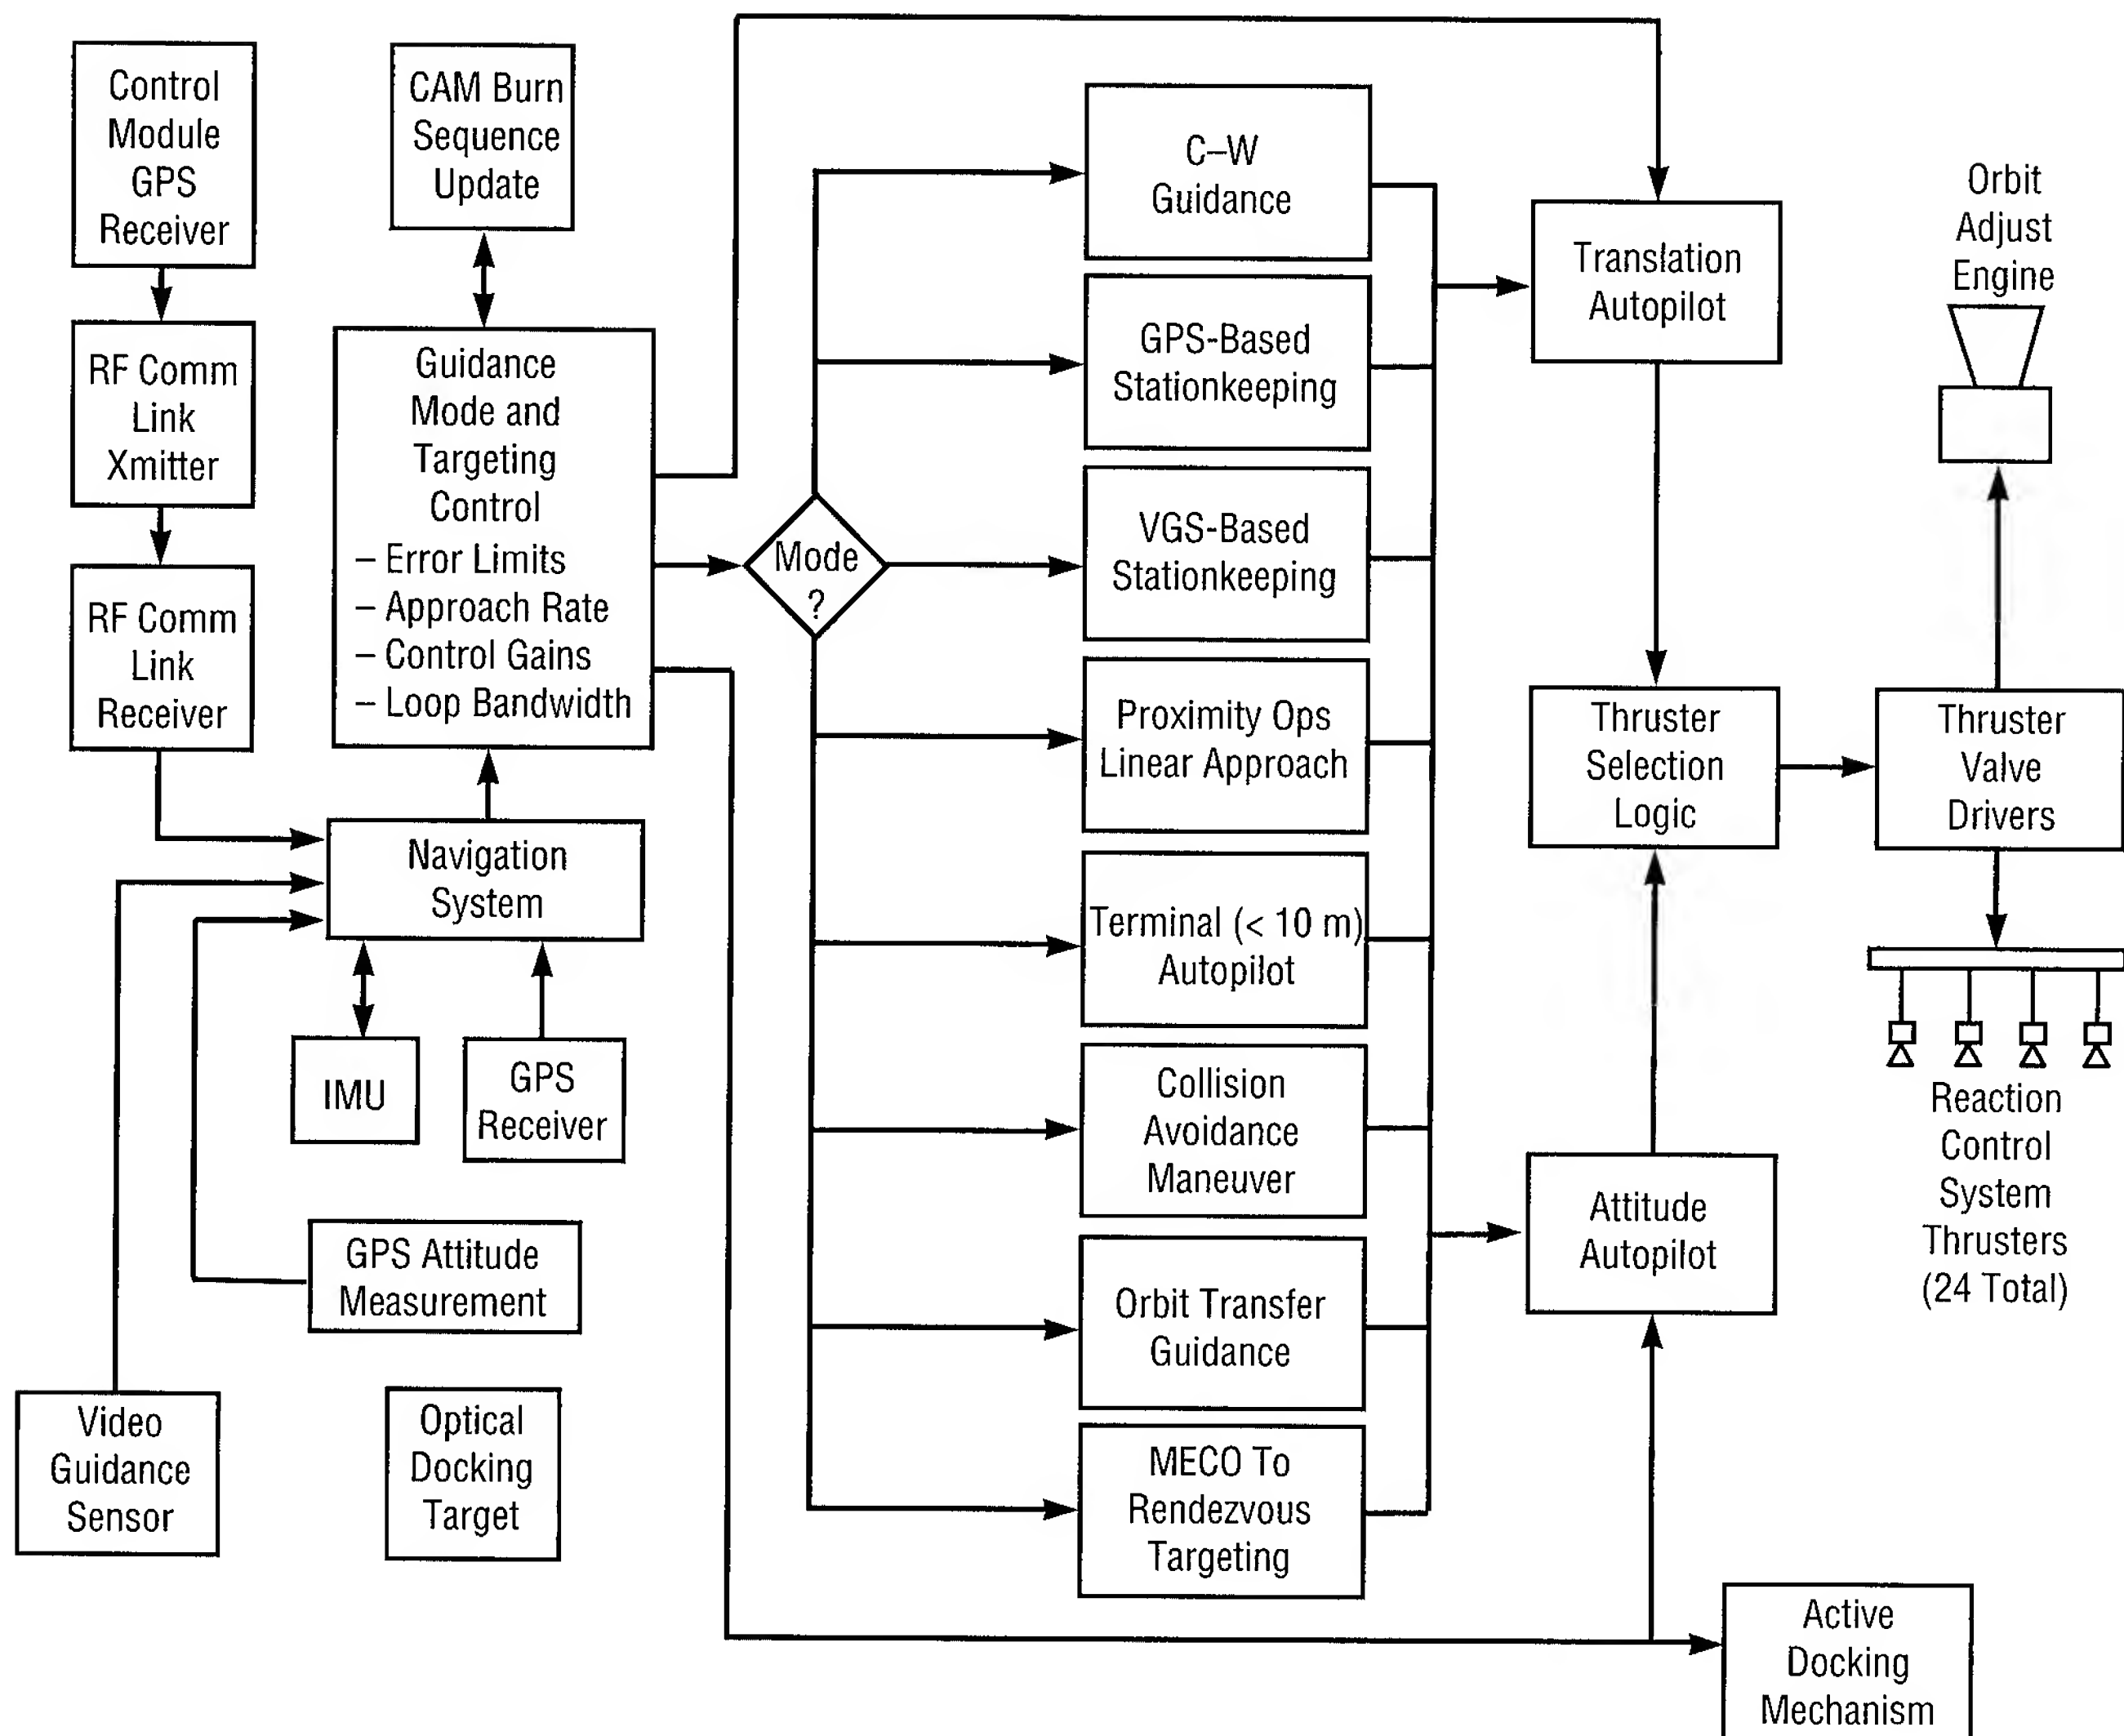 Control
Module
GPS
Receiver
RF Comm
Link
Xmitter
RF Comm
Link
Receiver
CAM Burn
Sequence
Update
Guidance
Mode and
Targeting
Control
– Error Limits
– Approach Rate
– Control Gains
– Loop Bandwidth
Navigation
System
IMU
GPS
Receiver
GPS Attitude
Measurement
Video
Guidance
Sensor
Optical
Docking
Target
Mode
?
C–W
Guidance
GPS-Based
Stationkeeping
VGS-Based
Stationkeeping
Proximity Ops
Linear Approach
Terminal (< 10 m)
Autopilot
Collision
Avoidance
Maneuver
Orbit Transfer
Guidance
MECO To
Rendezvous
Targeting
Translation
Autopilot
Thruster
Selection
Logic
Attitude
Autopilot
Active
Docking
Mechanism
Orbit
Adjust
Engine
Thruster
Valve
Drivers
Reaction
Control
System
Thrusters
(24 Total)